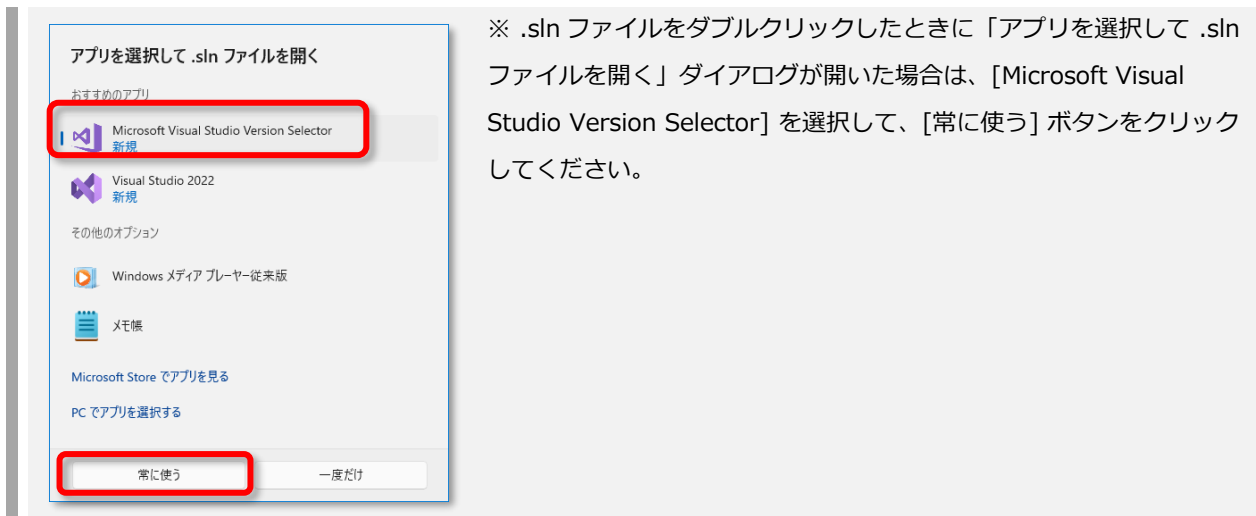 アプリを選択して .sln ファイルを開く
おすすめのアプリ
Microsoft Visual Studio Version Selector
新規
Visual Studio 2022
新規
その他のオプション
Windows メディア プレーヤー従来版
メモ帳
Microsoft Store でアプリを見る
PC でアプリを選択する
常に使う
一度だけ
※ .sln ファイルをダブルクリックしたときに「アプリを選択して .sln
ファイルを開く」ダイアログが開いた場合は、[Microsoft Visual
Studio Version Selector] を選択して、[常に使う] ボタンをクリック
してください。